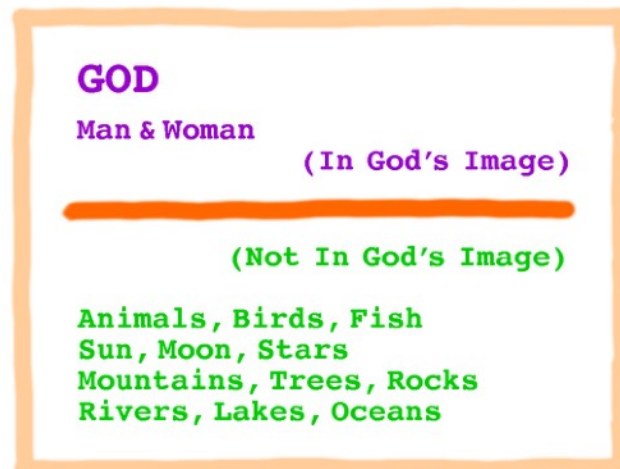 GOD
Man & Woman
(In God's Image)
(Not In God's Image)
Animals, Birds, Fish
Sun, Moon, Stars
Mountains, Trees, Rocks
Rivers, Lakes, Oceans